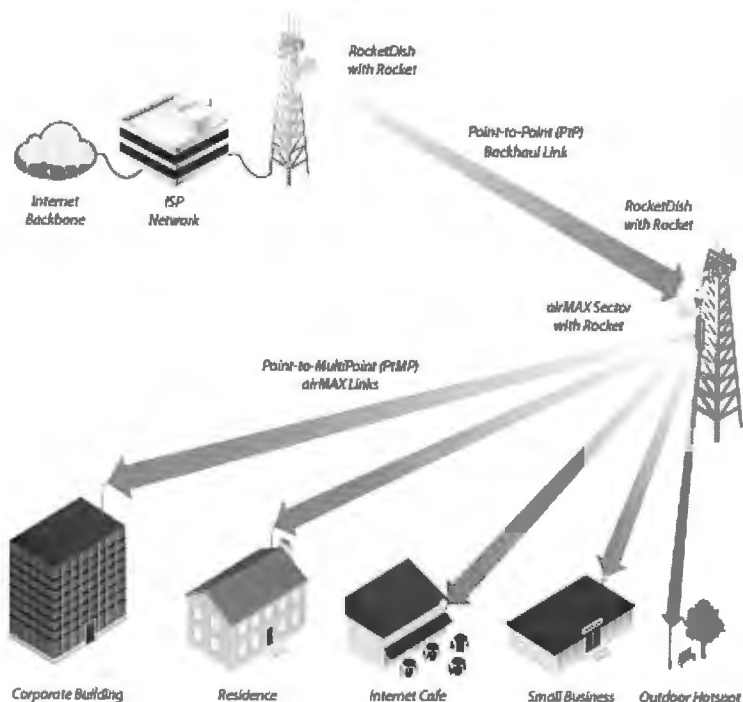 RocketDish
with Rocket
Point-to-Point (PtP)
Backhaul Link
Internet
Backbone
ISP
Network
RocketDish
with Rocket
airMAX Sector
with Rocket
Point-to-MultiPoint (PtMP)
airMAX Links
Corporate Building
Residence
Internet Cafe
Small Business
Outdoor Hotspot